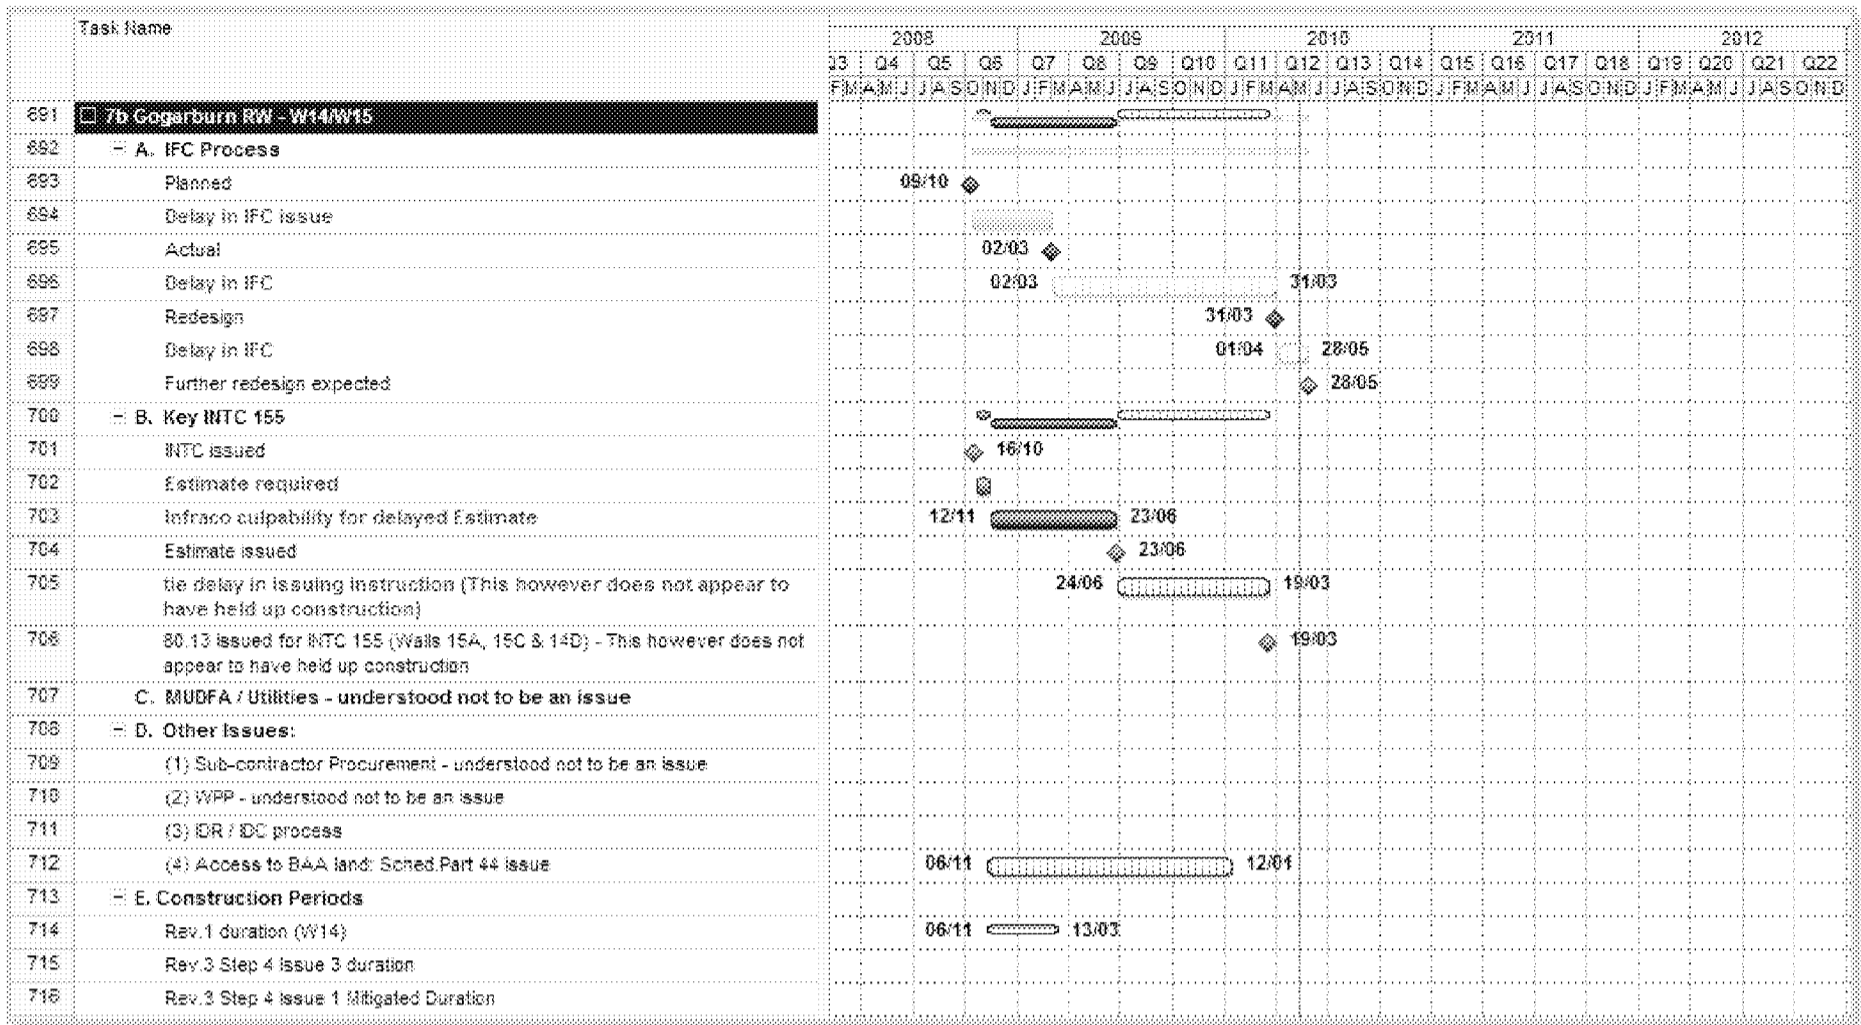 Task Name
2008 2009 2010 2011 2012
Q3 Q4 Q5 Q6 Q7 Q8 Q9 Q10 Q11 Q12 Q13 Q14 Q15 Q16 Q17 Q18 Q19 Q20 Q21 Q22
F M A M J J A S O N D J F M A M J J A S O N D J F M A M J J A S O N D J F M A M J J A S O N D J F M A M J J A S O N D
691 7b Gogarburn RW - W14/W15
692 - A. IFC Process
693 Planned 09/10
694 Delay in IFC issue
695 Actual 02/03
696 Delay in IFC 02/03 31/03
697 Redesign 31/03
698 Delay in IFC 01/04 28/05
699 Further redesign expected 28/05
700 - B. Key INTC 155
701 INTC issued 16/10
702 Estimate required
703 Infraco culpability for delayed Estimate 12/11 23/06
704 Estimate issued 23/06
705 tie delay in issuing instruction (This however does not appear to 24/06 19/03
have held up construction)
706 80.13 issued for INTC 155 (Walls 15A, 15C & 14D) - This however does not 19/03
appear to have held up construction
707 C. MUDFA / Utilities - understood not to be an issue
708 - D. Other Issues:
709 (1) Sub-contractor Procurement - understood not to be an issue
710 (2) WPP - understood not to be an issue
711 (3) IDR / IDC process
712 (4) Access to BAA land: Sched.Part 44 issue 06/11 12/01
713 - E. Construction Periods
714 Rev.1 duration (W14) 06/11 13/03
715 Rev.3 Step 4 Issue 3 duration
716 Rev.3 Step 4 Issue 1 Mitigated Duration